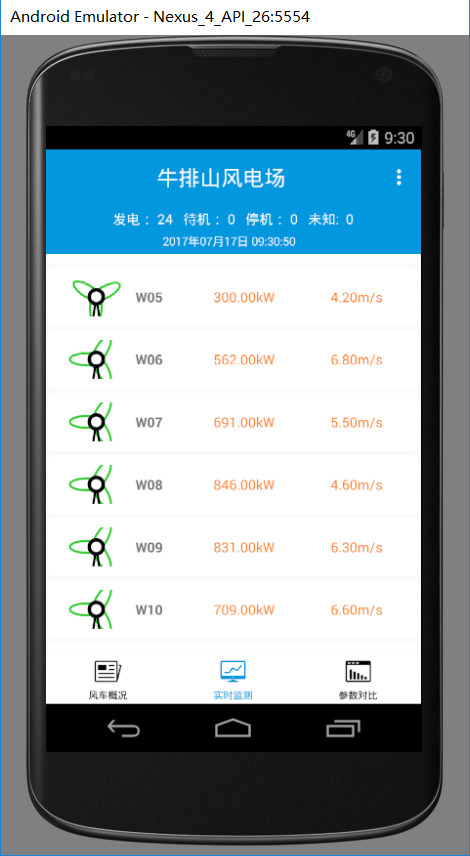 Android Emulator - Nexus_4_API_26:5554
4G 9:30
牛排山风电场
发电： 24 待机： 0 停机： 0 未知: 0
2017年07月17日 09:30:50
W05 300.00kW 4.20m/s
W06 562.00kW 6.80m/s
W07 691.00kW 5.50m/s
W08 846.00kW 4.60m/s
W09 831.00kW 6.30m/s
W10 709.00kW 6.60m/s
风车概况 实时监测 参数对比